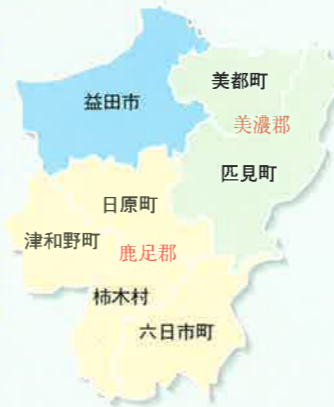 美都町
益田市
美濃郡
匹見町
日原町
津和野町
鹿足郡
柿木村
六日市町